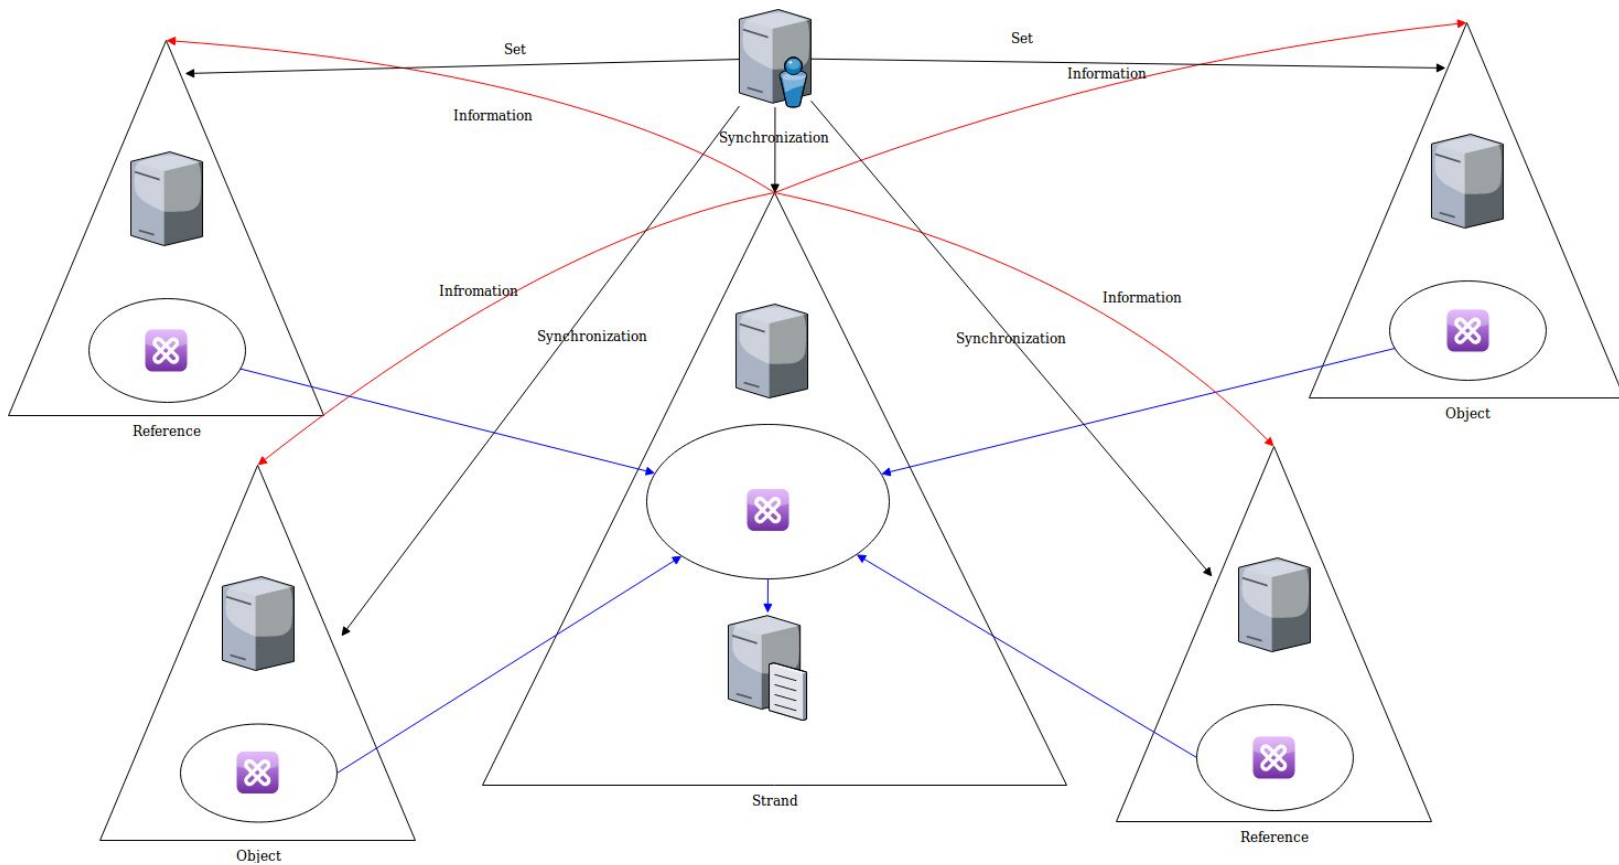 Set
Set
Information
Information
Synchronization
Infromation
Information
Synchronization
Synchronization
Reference
Object
Strand
Reference
Object